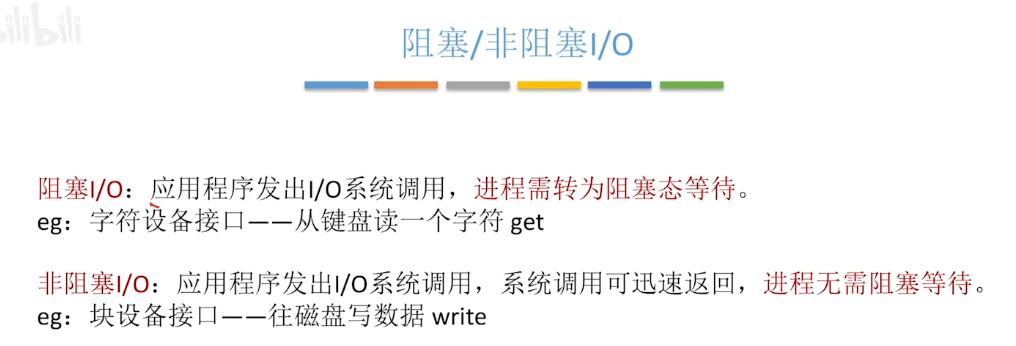 bilibili
阻塞/非阻塞I/O
阻塞I/O：应用程序发出I/O系统调用，进程需转为阻塞态等待。
eg：字符设备接口——从键盘读一个字符 get
非阻塞I/O：应用程序发出I/O系统调用，系统调用可迅速返回，进程无需阻塞等待。
eg：块设备接口——往磁盘写数据 write